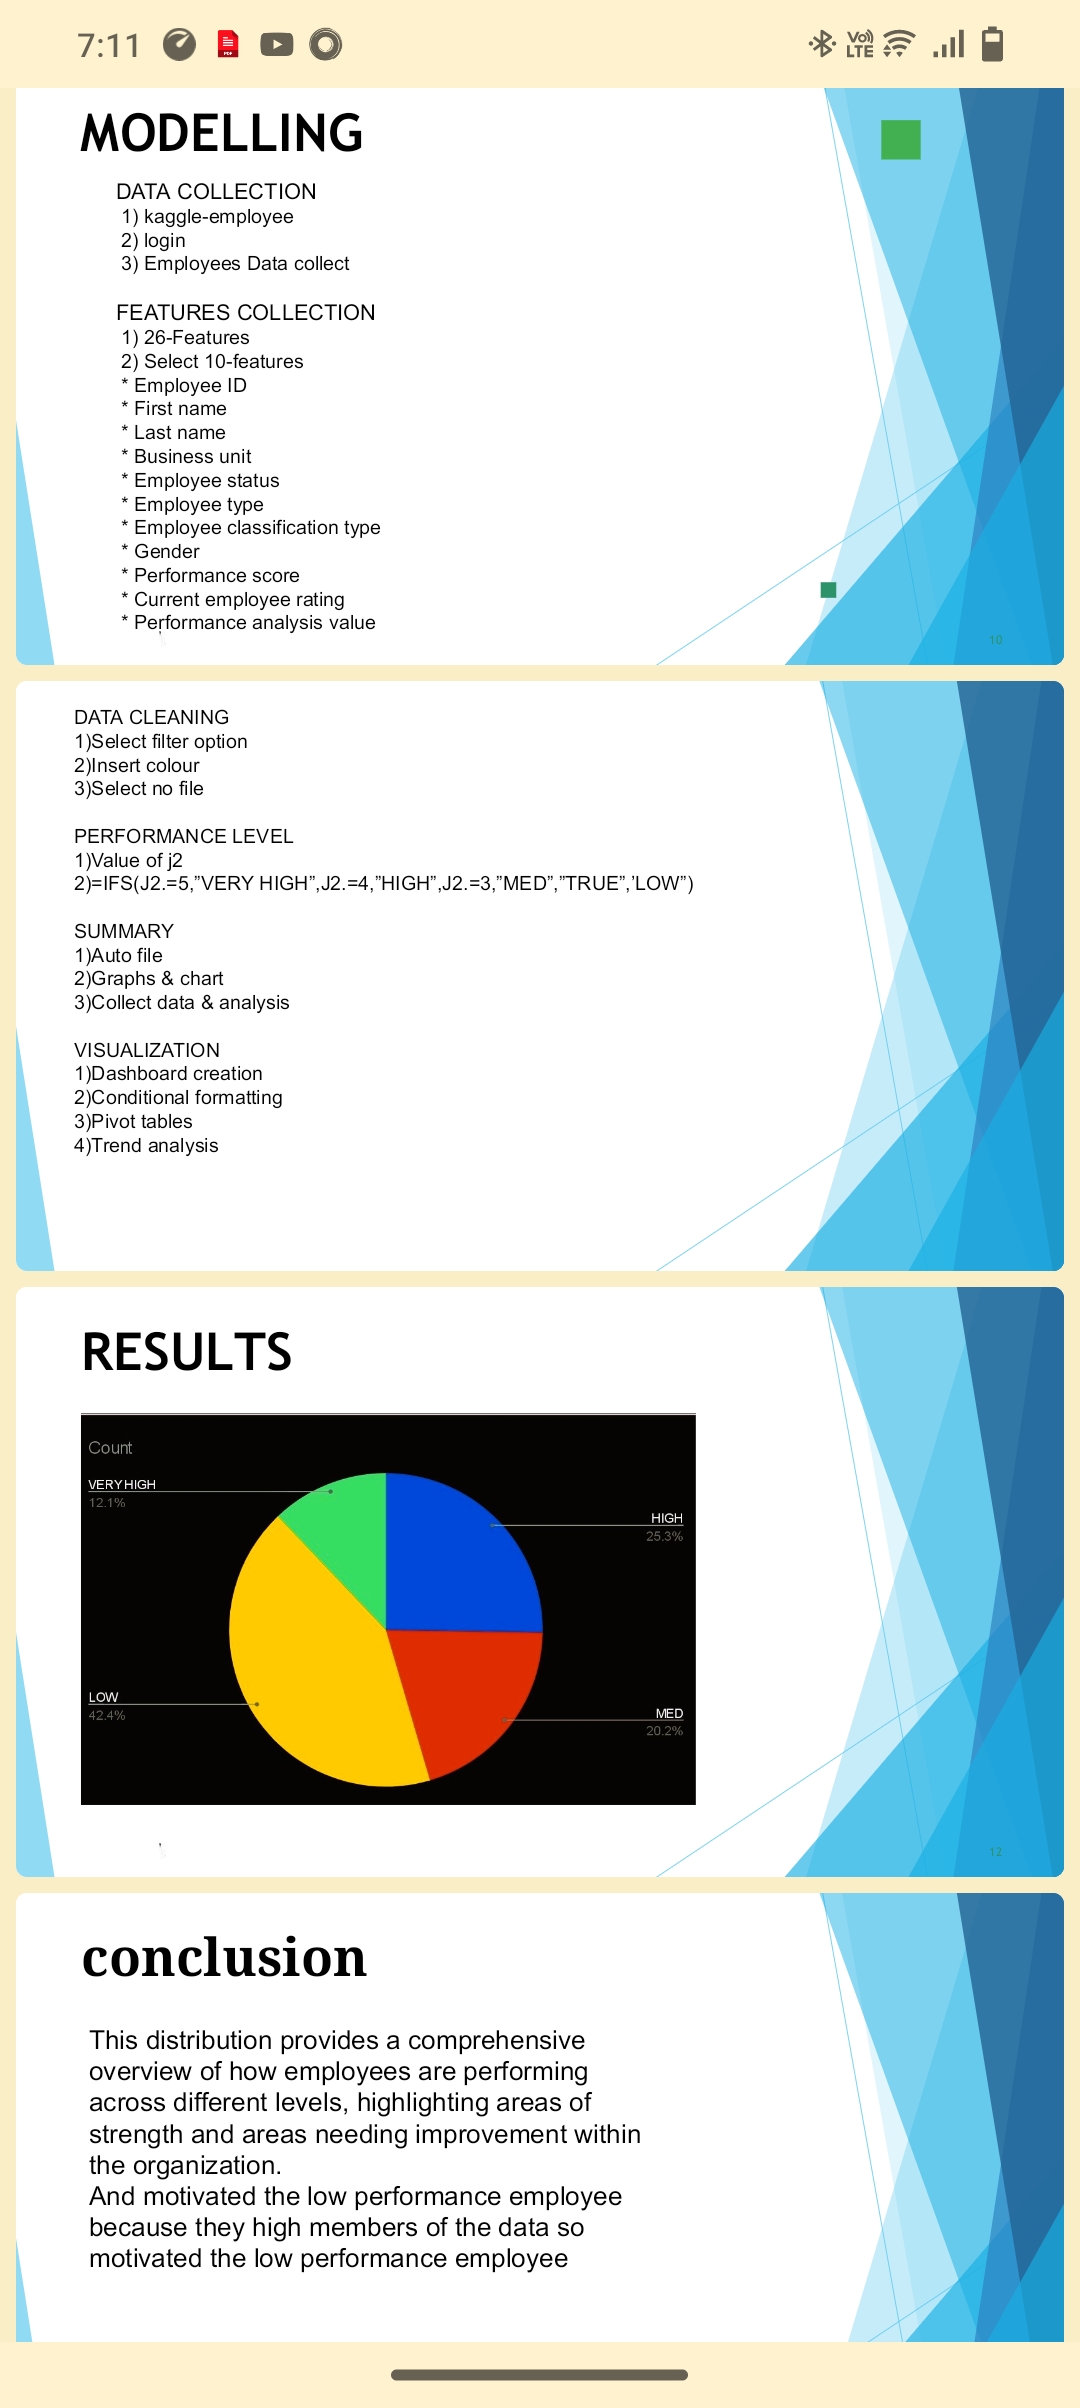 7:11
MODELLING
DATA COLLECTION
1) kaggle-employee
2) login
3) Employees Data collect
FEATURES COLLECTION
1) 26-Features
2) Select 10-features
* Employee ID
* First name
* Last name
* Business unit
* Employee status
* Employee type
* Employee classification type
* Gender
* Performance score
* Current employee rating
* Performance analysis value
10
DATA CLEANING
1)Select filter option
2)Insert colour
3)Select no file
PERFORMANCE LEVEL
1)Value of j2
2)=IFS(J2.=5,”VERY HIGH”,J2.=4,”HIGH”,J2.=3,”MED”,”TRUE”,’LOW”)
SUMMARY
1)Auto file
2)Graphs & chart
3)Collect data & analysis
VISUALIZATION
1)Dashboard creation
2)Conditional formatting
3)Pivot tables
4)Trend analysis
RESULTS
Count
VERY HIGH
12.1%
HIGH
25.3%
LOW
42.4%
MED
20.2%
12
conclusion
This distribution provides a comprehensive
overview of how employees are performing
across different levels, highlighting areas of
strength and areas needing improvement within
the organization.
And motivated the low performance employee
because they high members of the data so
motivated the low performance employee